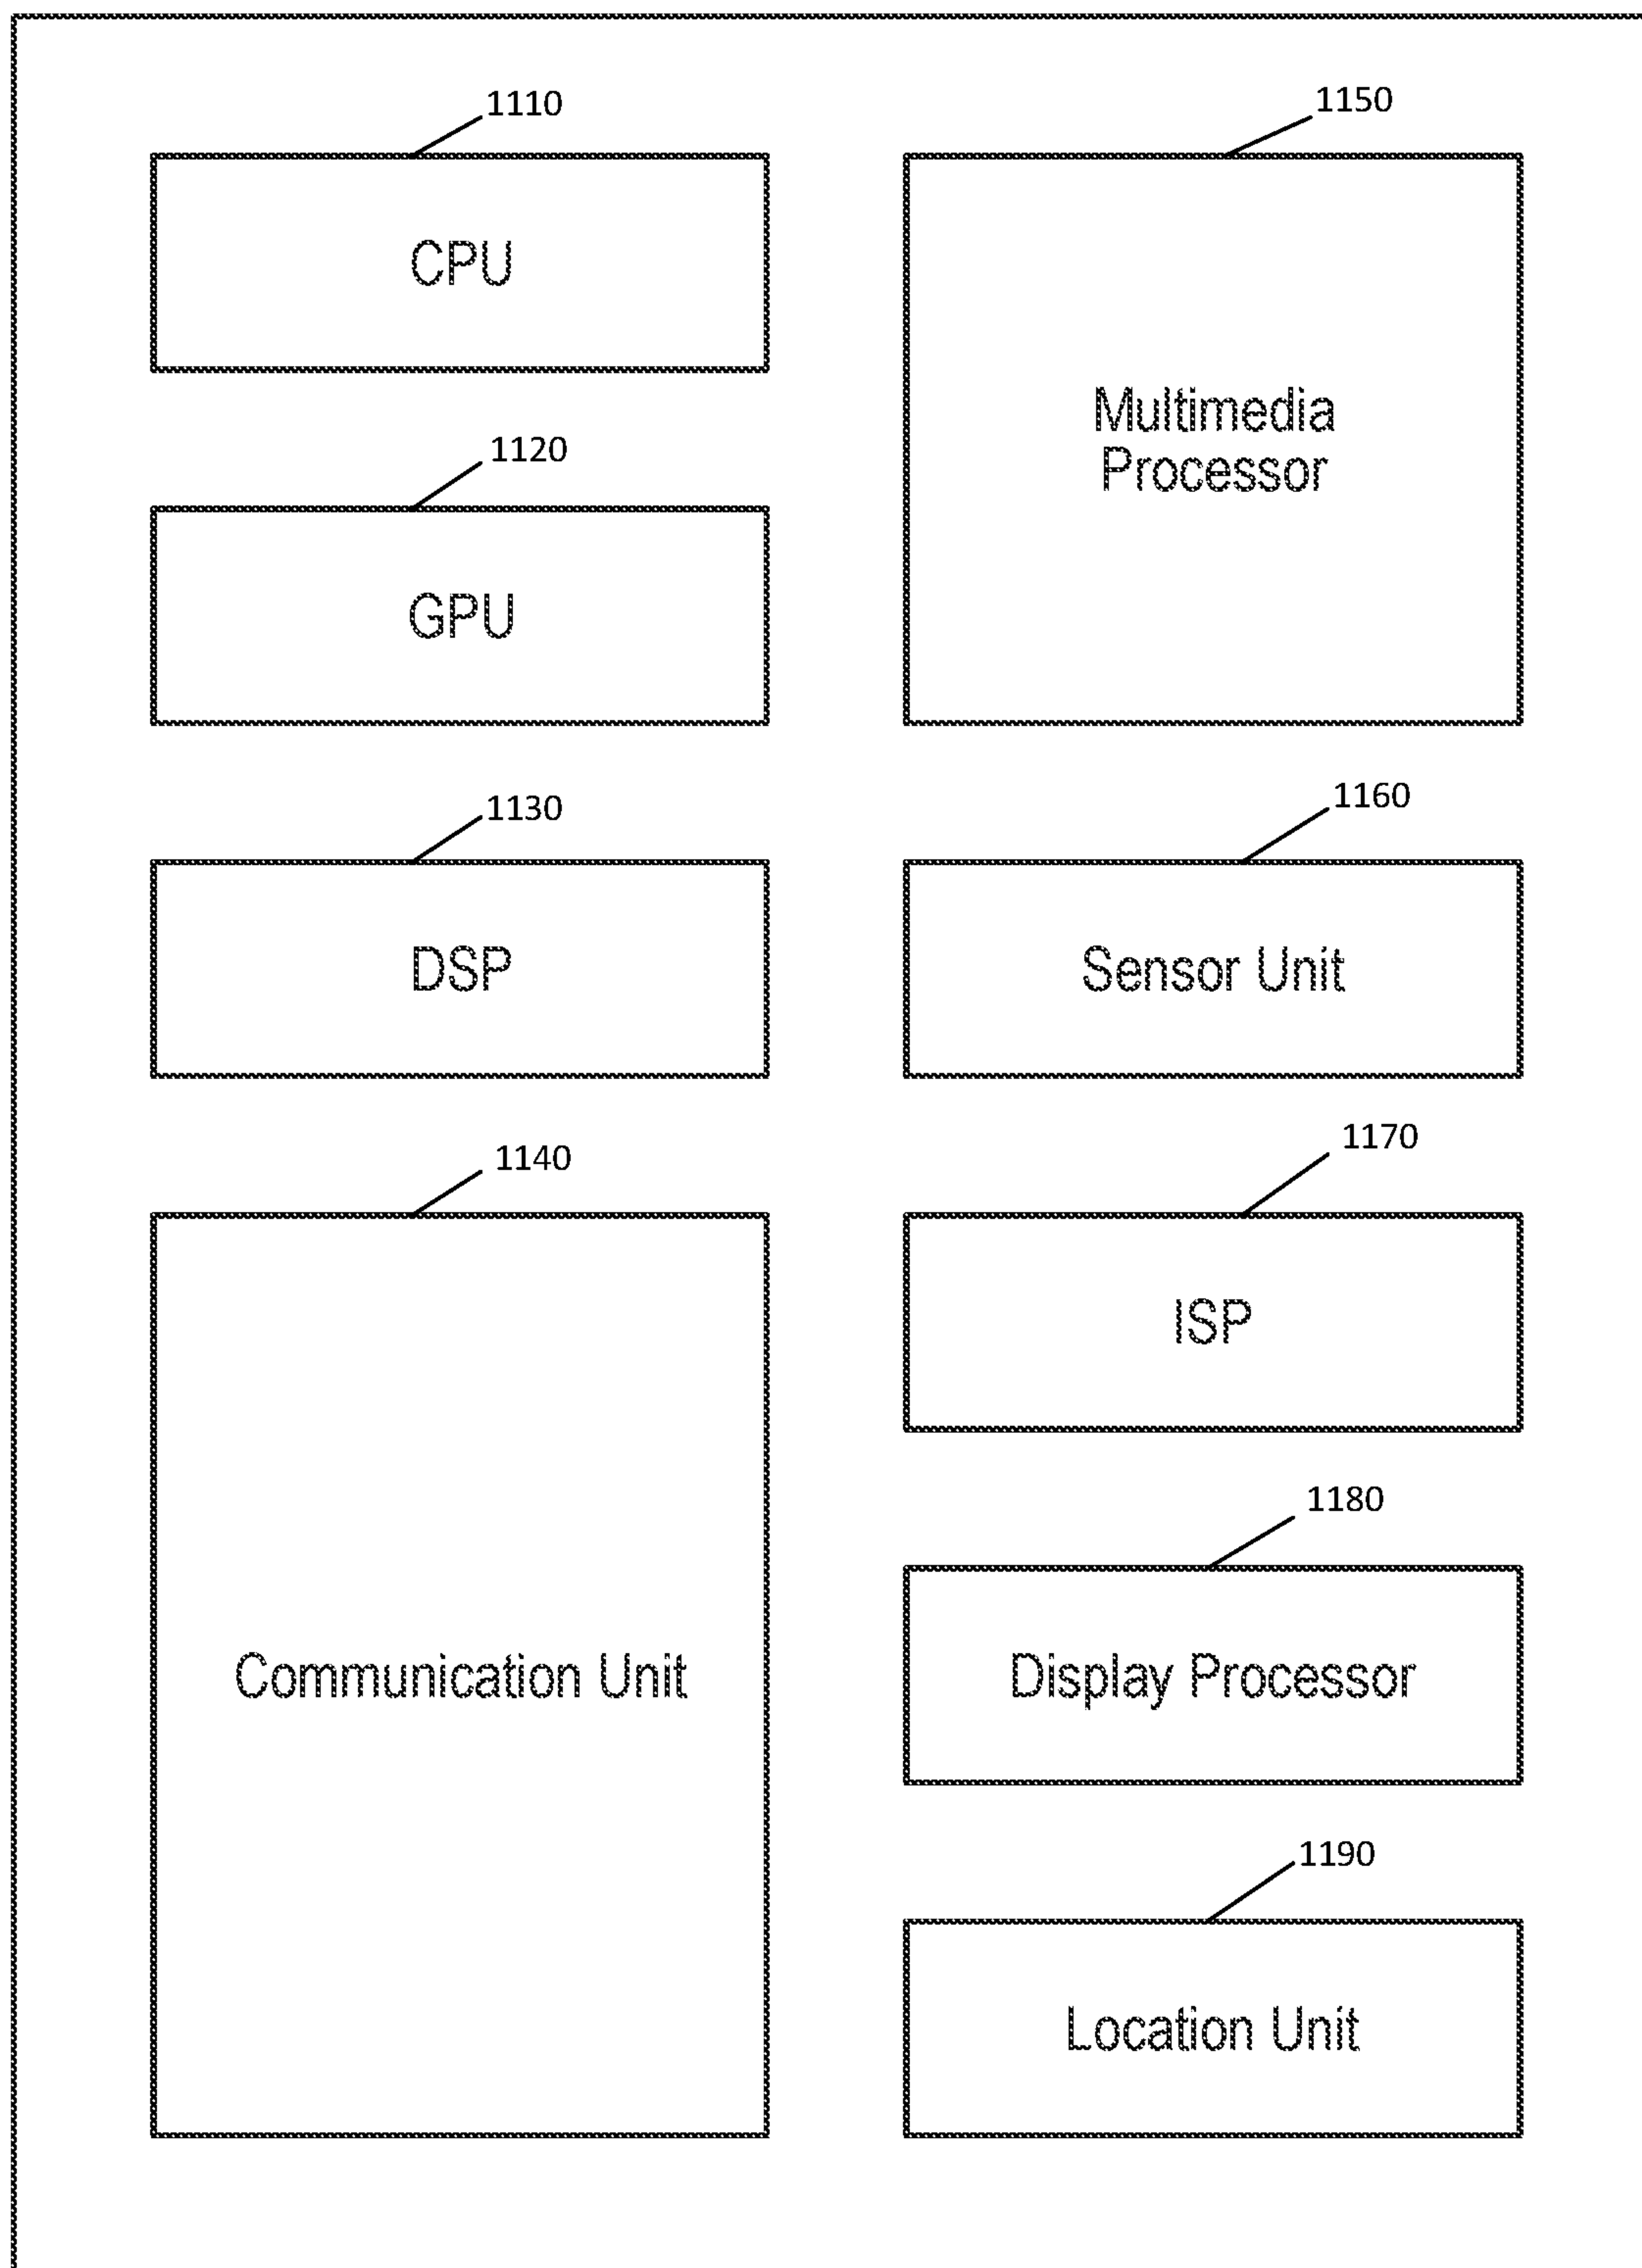 1110
CPU
1120
GPU
1130
DSP
1140
Communication Unit
1150
Multimedia
Processor
1160
Sensor Unit
1170
ISP
1180
Display Processor
1190
Location Unit